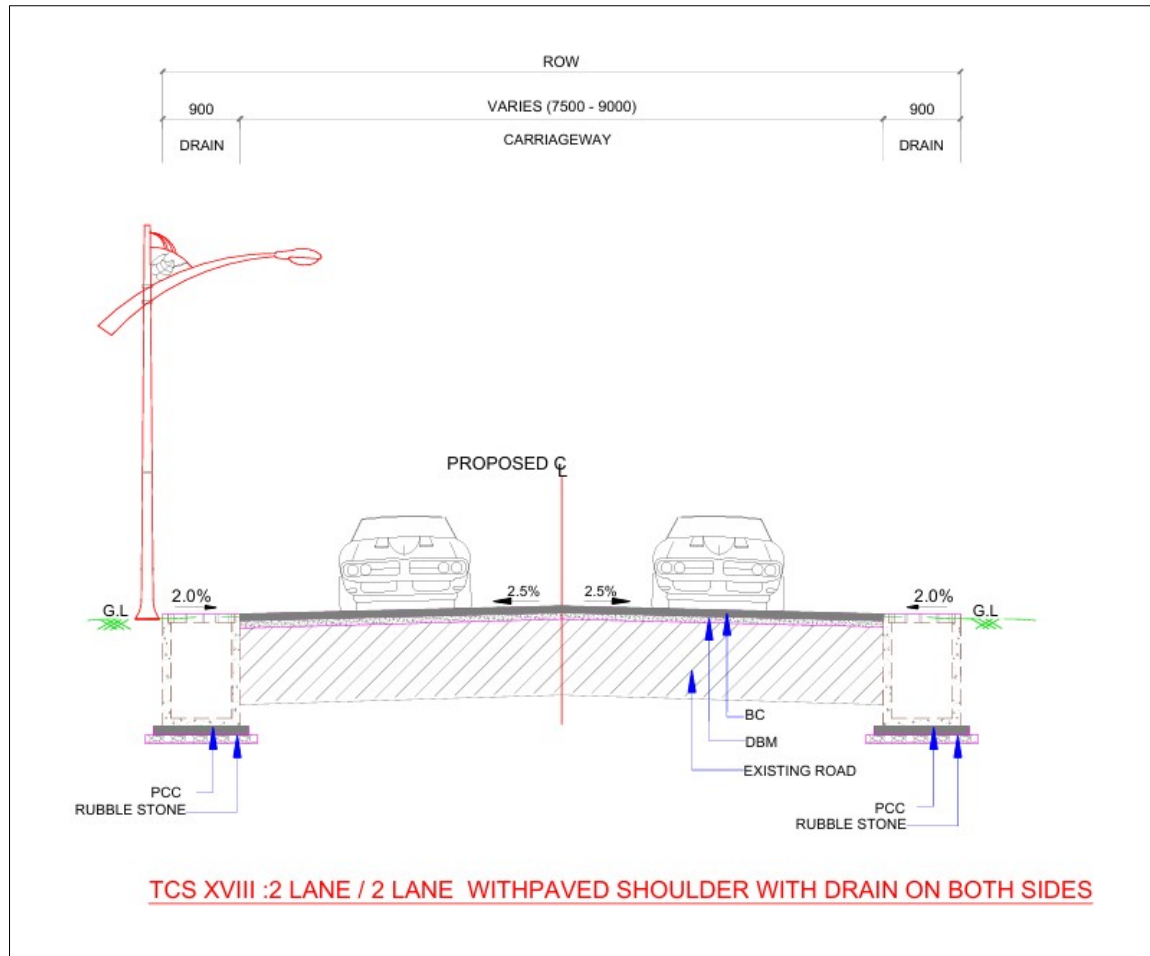 ROW
900
VARIES (7500 - 9000)
900
DRAIN
CARRIAGEWAY
DRAIN
PROPOSED CL
2.0%
2.5%
2.5%
2.0%
G.L
G.L
BC
DBM
EXISTING ROAD
PCC
RUBBLE STONE
PCC
RUBBLE STONE
TCS XVIII :2 LANE / 2 LANE WITHPAVED SHOULDER WITH DRAIN ON BOTH SIDES